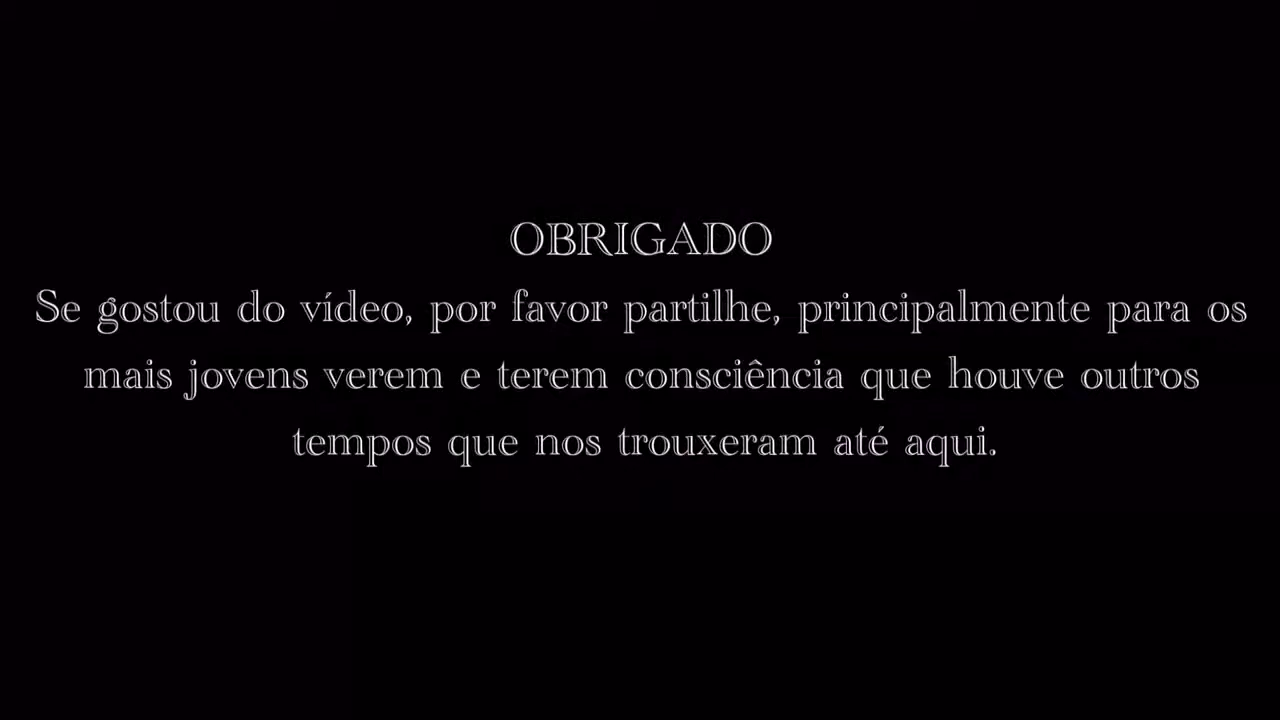 OBRIGADO
Se gostou do vídeo, por favor partilhe, principalmente para os
mais jovens verem e terem consciência que houve outros
tempos que nos trouxeram até aqui.